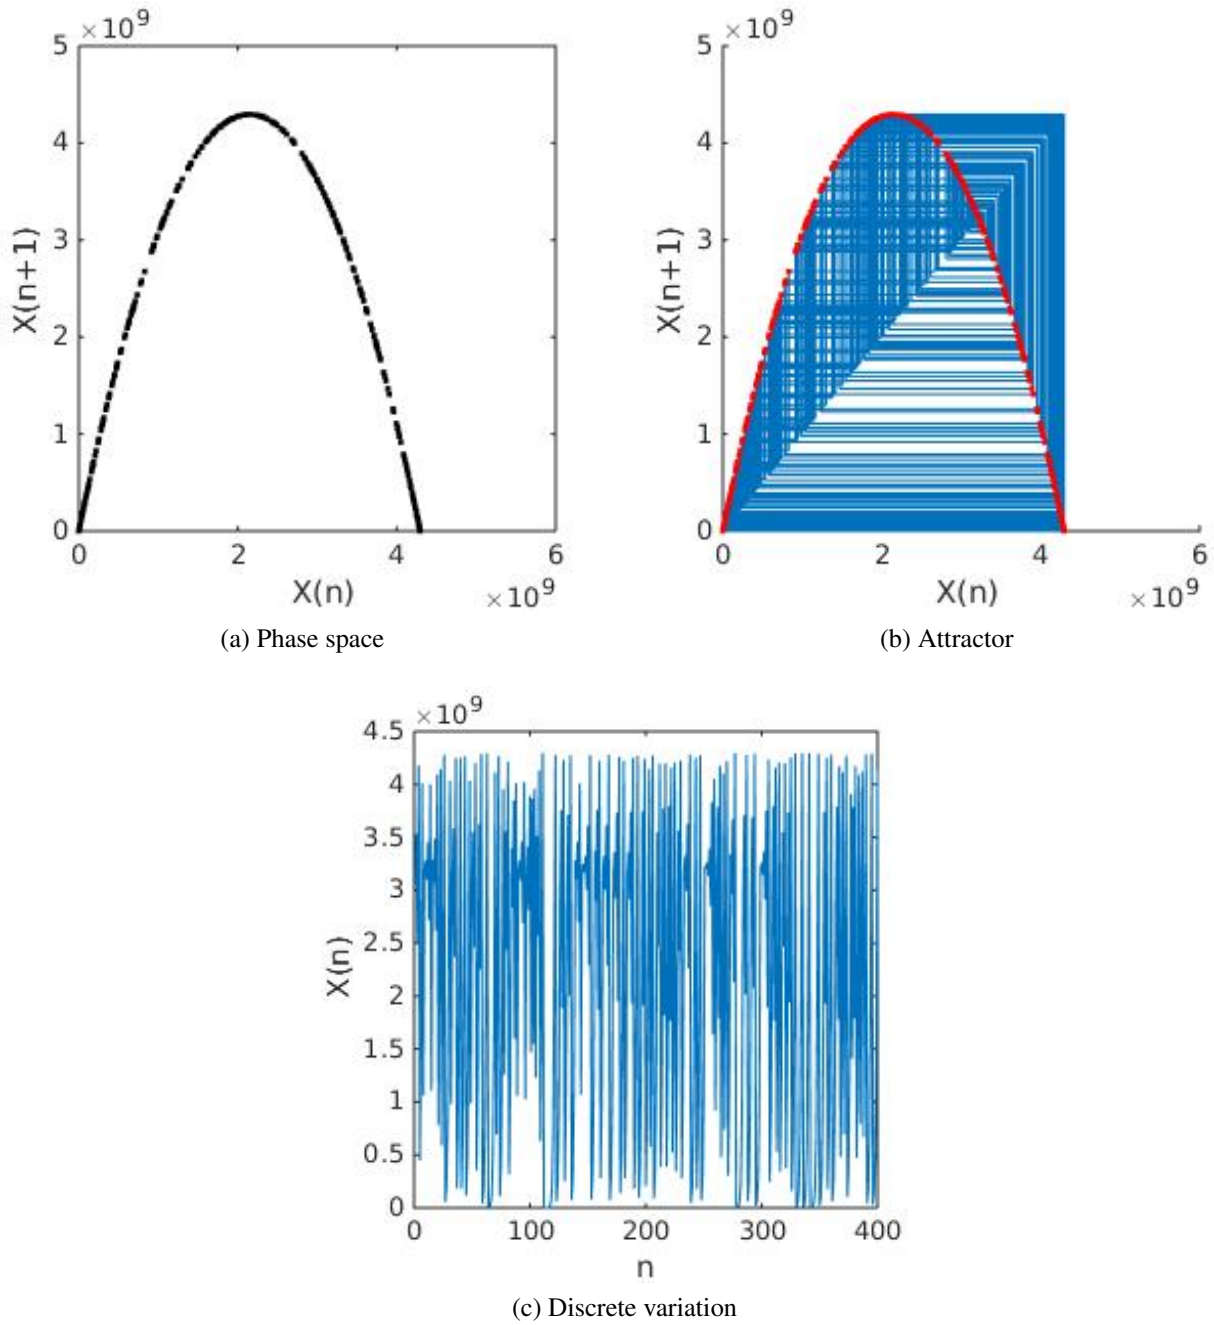 ×10^9
5
4
3
2
1
0
X(n+1)
0 2 4 6
X(n) ×10^9
(a) Phase space
×10^9
5
4
3
2
1
0
X(n+1)
0 2 4 6
X(n) ×10^9
(b) Attractor
×10^9
4.5
4
3.5
3
2.5
2
1.5
1
0.5
0
X(n)
0 100 200 300 400
n
(c) Discrete variation